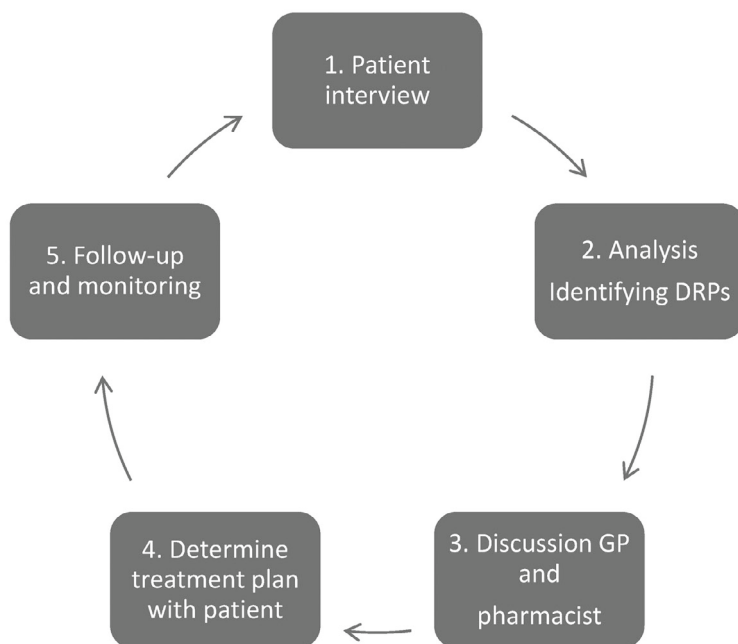 1. Patient
interview
2. Analysis
Identifying DRPs
3. Discussion GP
and
pharmacist
4. Determine
treatment plan
with patient
5. Follow-up
and monitoring